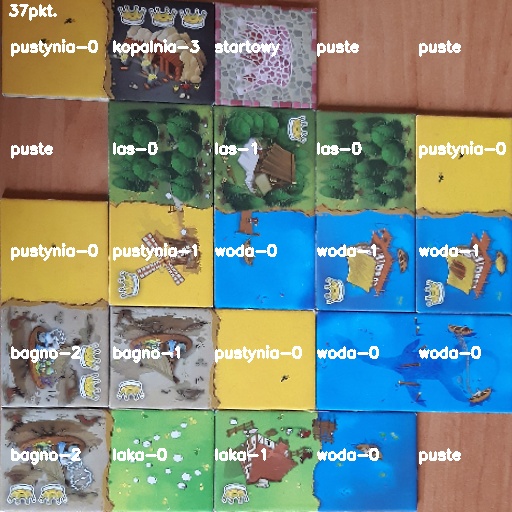 37pkt.
pustynia-0 kopalnia-3 startowy puste puste
puste las-0 las-1 las-0 pustynia-0
pustynia-0 pustynia-1 woda-0 woda-1 woda-1
bagno-2 bagno-1 pustynia-0 woda-0 woda-0
bagno-2 laka-0 laka-1 woda-0 puste